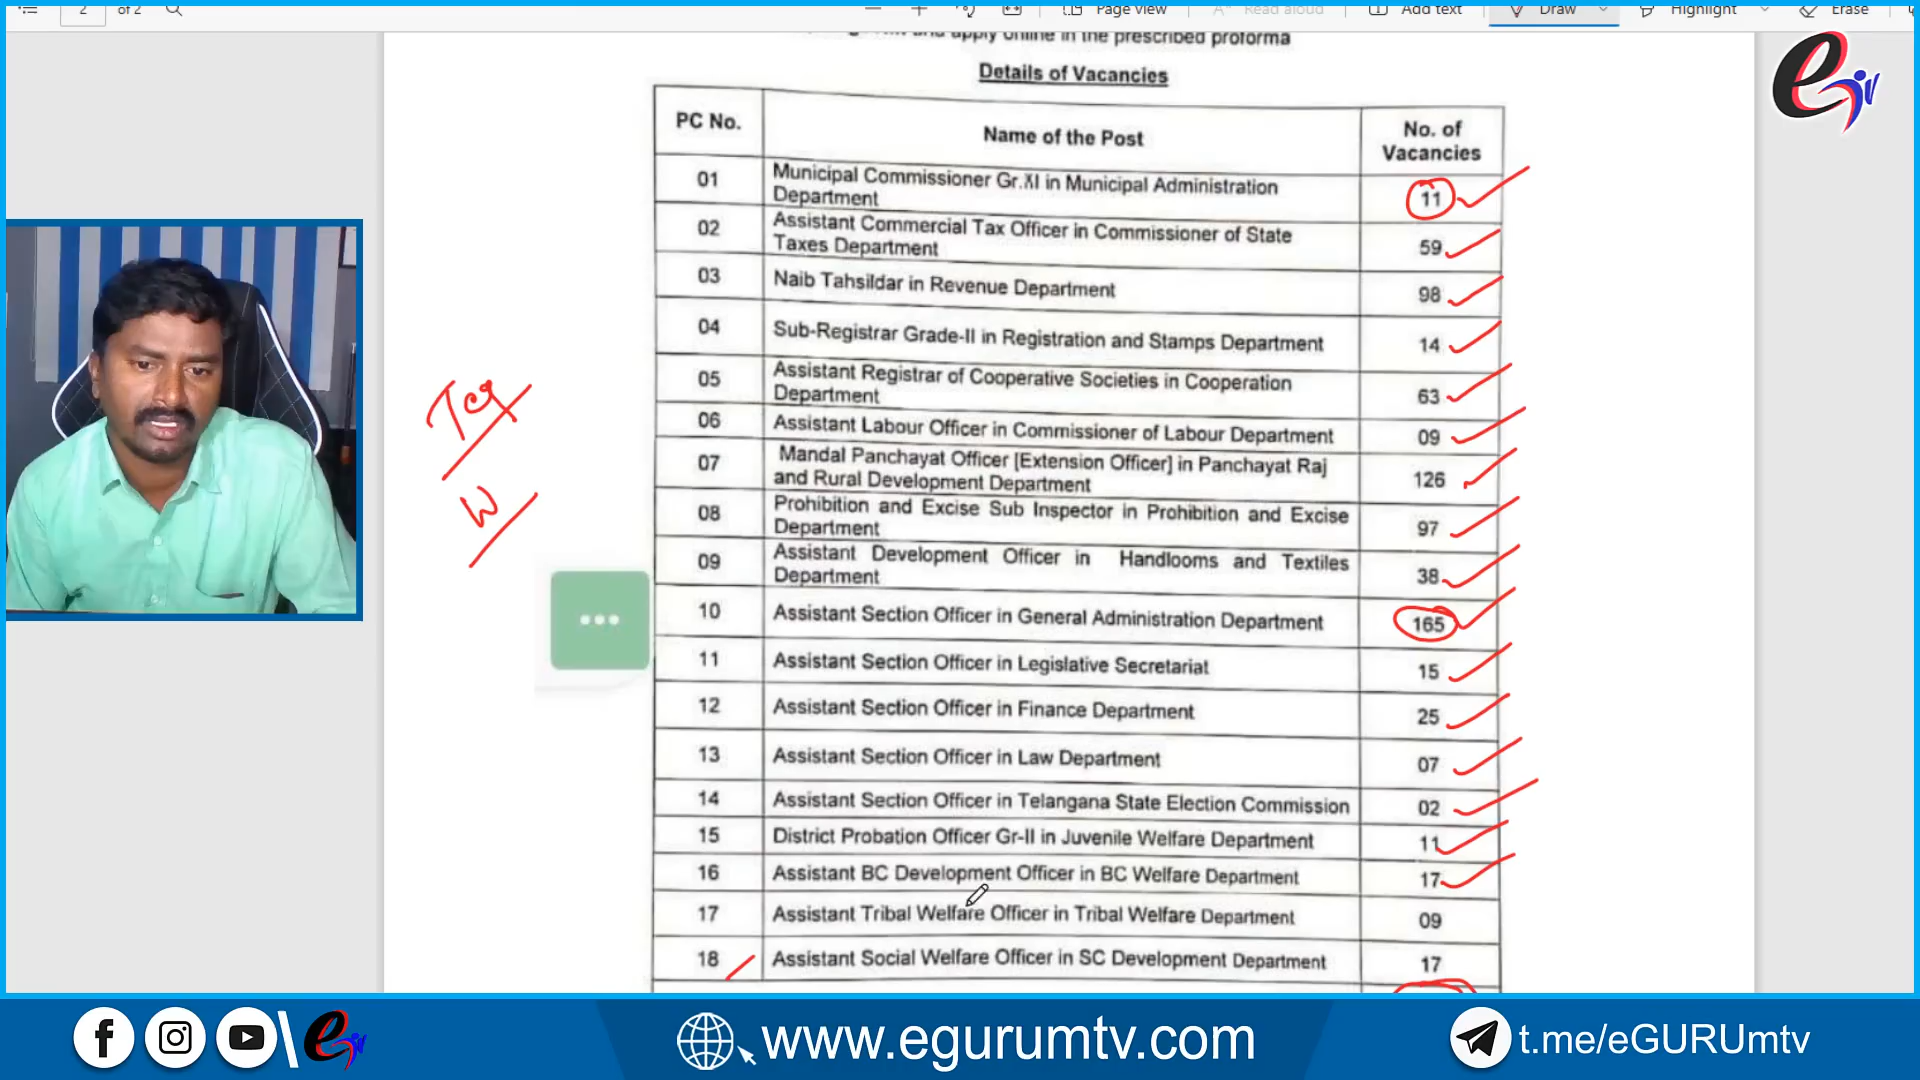 2 of 2 Page view Read aloud Add text Draw Highlight Erase
and apply online in the prescribed proforma
Details of Vacancies
PC No. Name of the Post No. of Vacancies
01 Municipal Commissioner Gr.III in Municipal Administration Department 11
02 Assistant Commercial Tax Officer in Commissioner of State Taxes Department 59
03 Naib Tahsildar in Revenue Department 98
04 Sub-Registrar Grade-II in Registration and Stamps Department 14
05 Assistant Registrar of Cooperative Societies in Cooperation Department 63
06 Assistant Labour Officer in Commissioner of Labour Department 09
07 Mandal Panchayat Officer [Extension Officer] in Panchayat Raj and Rural Development Department 126
08 Prohibition and Excise Sub Inspector in Prohibition and Excise Department 97
09 Assistant Development Officer in Handlooms and Textiles Department 38
10 Assistant Section Officer in General Administration Department 165
11 Assistant Section Officer in Legislative Secretariat 15
12 Assistant Section Officer in Finance Department 25
13 Assistant Section Officer in Law Department 07
14 Assistant Section Officer in Telangana State Election Commission 02
15 District Probation Officer Gr-II in Juvenile Welfare Department 11
16 Assistant BC Development Officer in BC Welfare Department 17
17 Assistant Tribal Welfare Officer in Tribal Welfare Department 09
18 Assistant Social Welfare Officer in SC Development Department 17
www.egurumtv.com
t.me/eGURUmtv